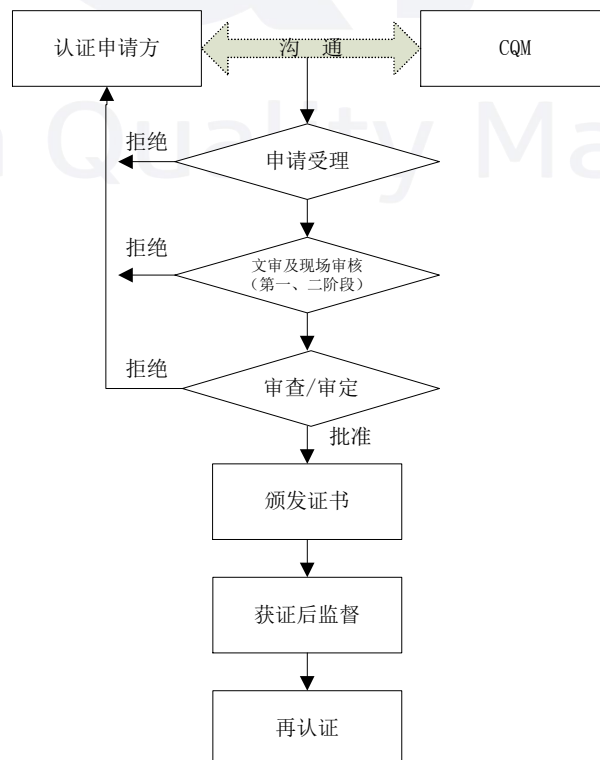 认证申请方
沟 通
CQM
拒绝
申请受理
拒绝
文审及现场审核
（第一、二阶段）
拒绝
审查/审定
批准
颁发证书
获证后监督
再认证
Quality Ma